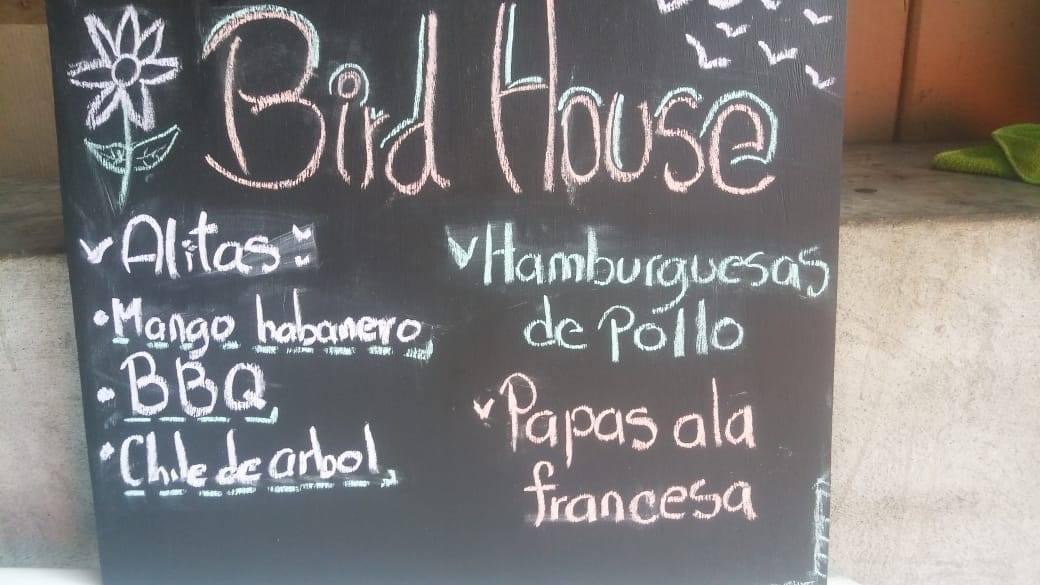 Bird House
✓Alitas:
• Mango habanero,
• BBQ,
• Chile de arbol,
✓Hamburguesas
de Pollo
✓Papas ala
francesa